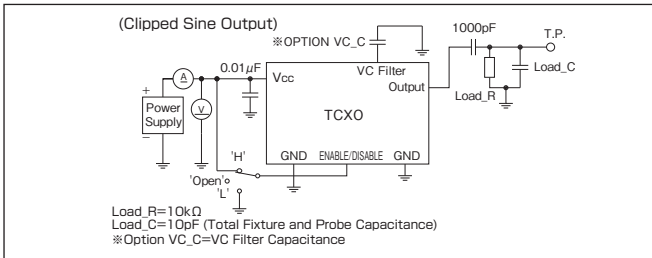 (Clipped Sine Output)
※OPTION VC_C
1000pF
T.P.
0.01μF
Vcc
VC Filter
Output
Load_R
Load_C
A
+
Power
Supply
−
V
TCXO
GND
ENABLE/DISABLE
GND
'H'
'Open'
'L'
Load_R=10kΩ
Load_C=10pF (Total Fixture and Probe Capacitance)
※Option VC_C=VC Filter Capacitance